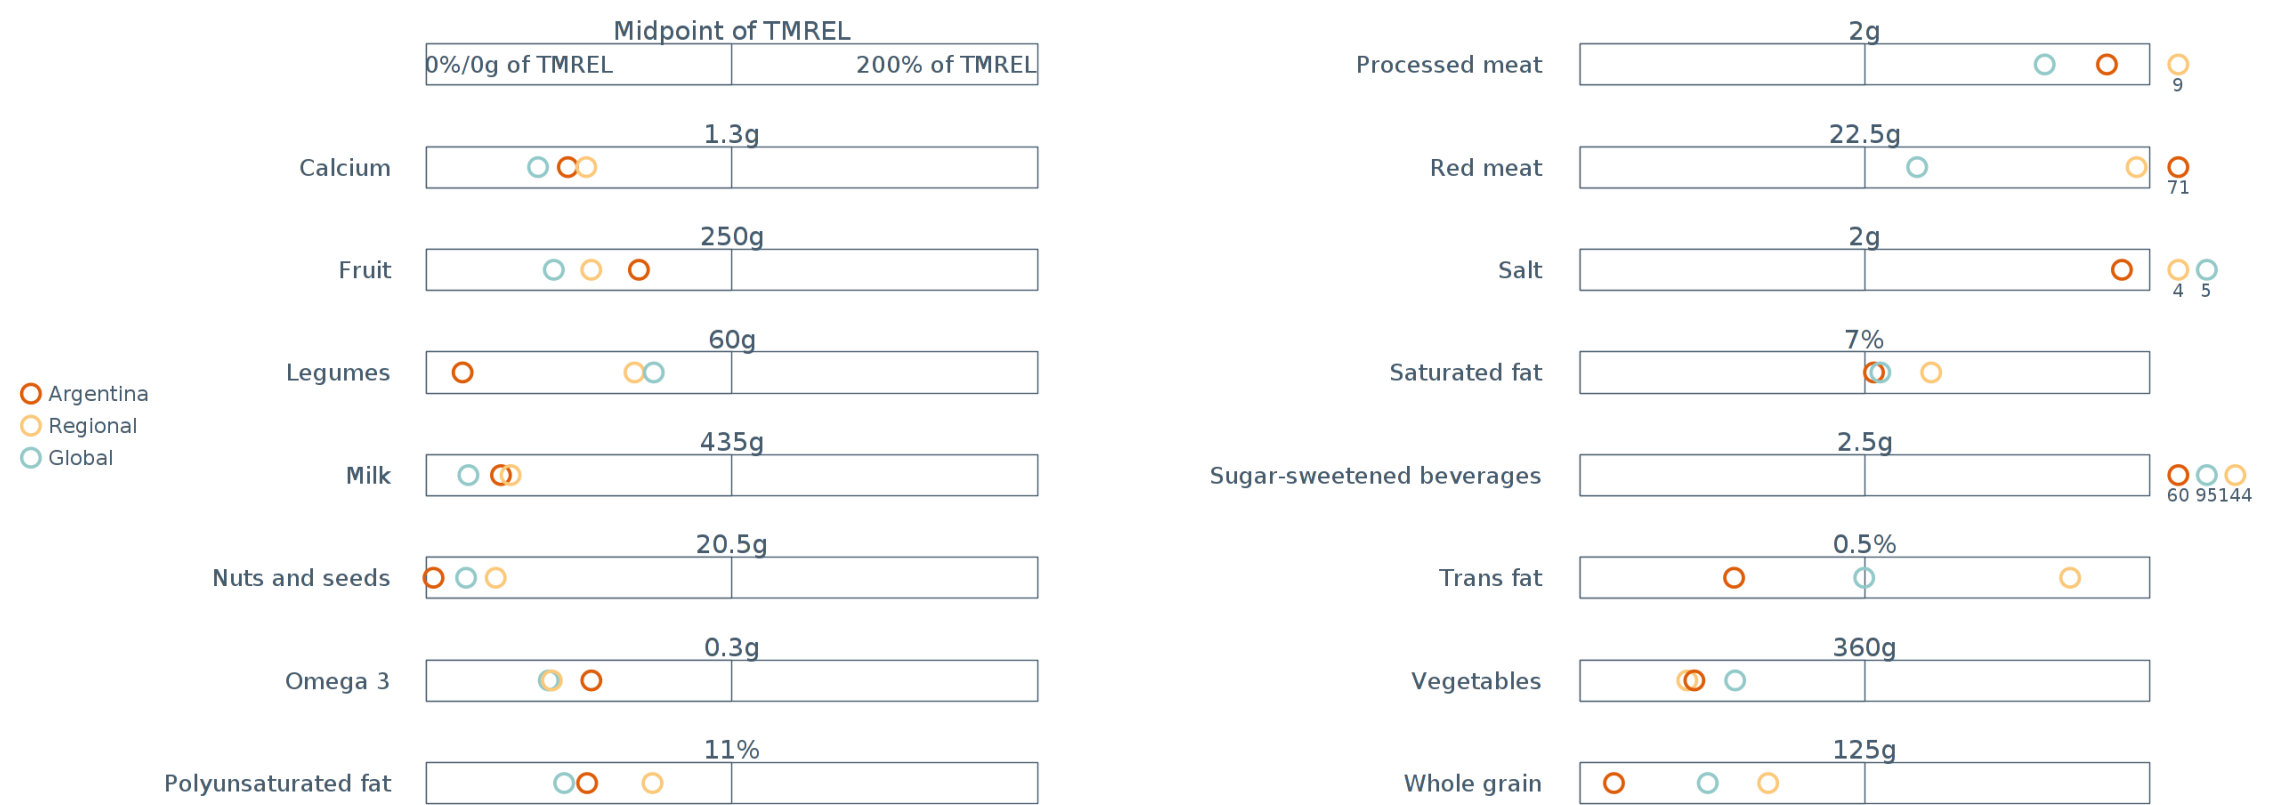 Midpoint of TMREL
0%/0g of TMREL
200% of TMREL
1.3g
Calcium
250g
Fruit
60g
Legumes
435g
Milk
20.5g
Nuts and seeds
0.3g
Omega 3
11%
Polyunsaturated fat
Argentina
Regional
Global
2g
Processed meat
9
22.5g
Red meat
71
2g
Salt
4 5
7%
Saturated fat
2.5g
Sugar-sweetened beverages
60 95 144
0.5%
Trans fat
360g
Vegetables
125g
Whole grain